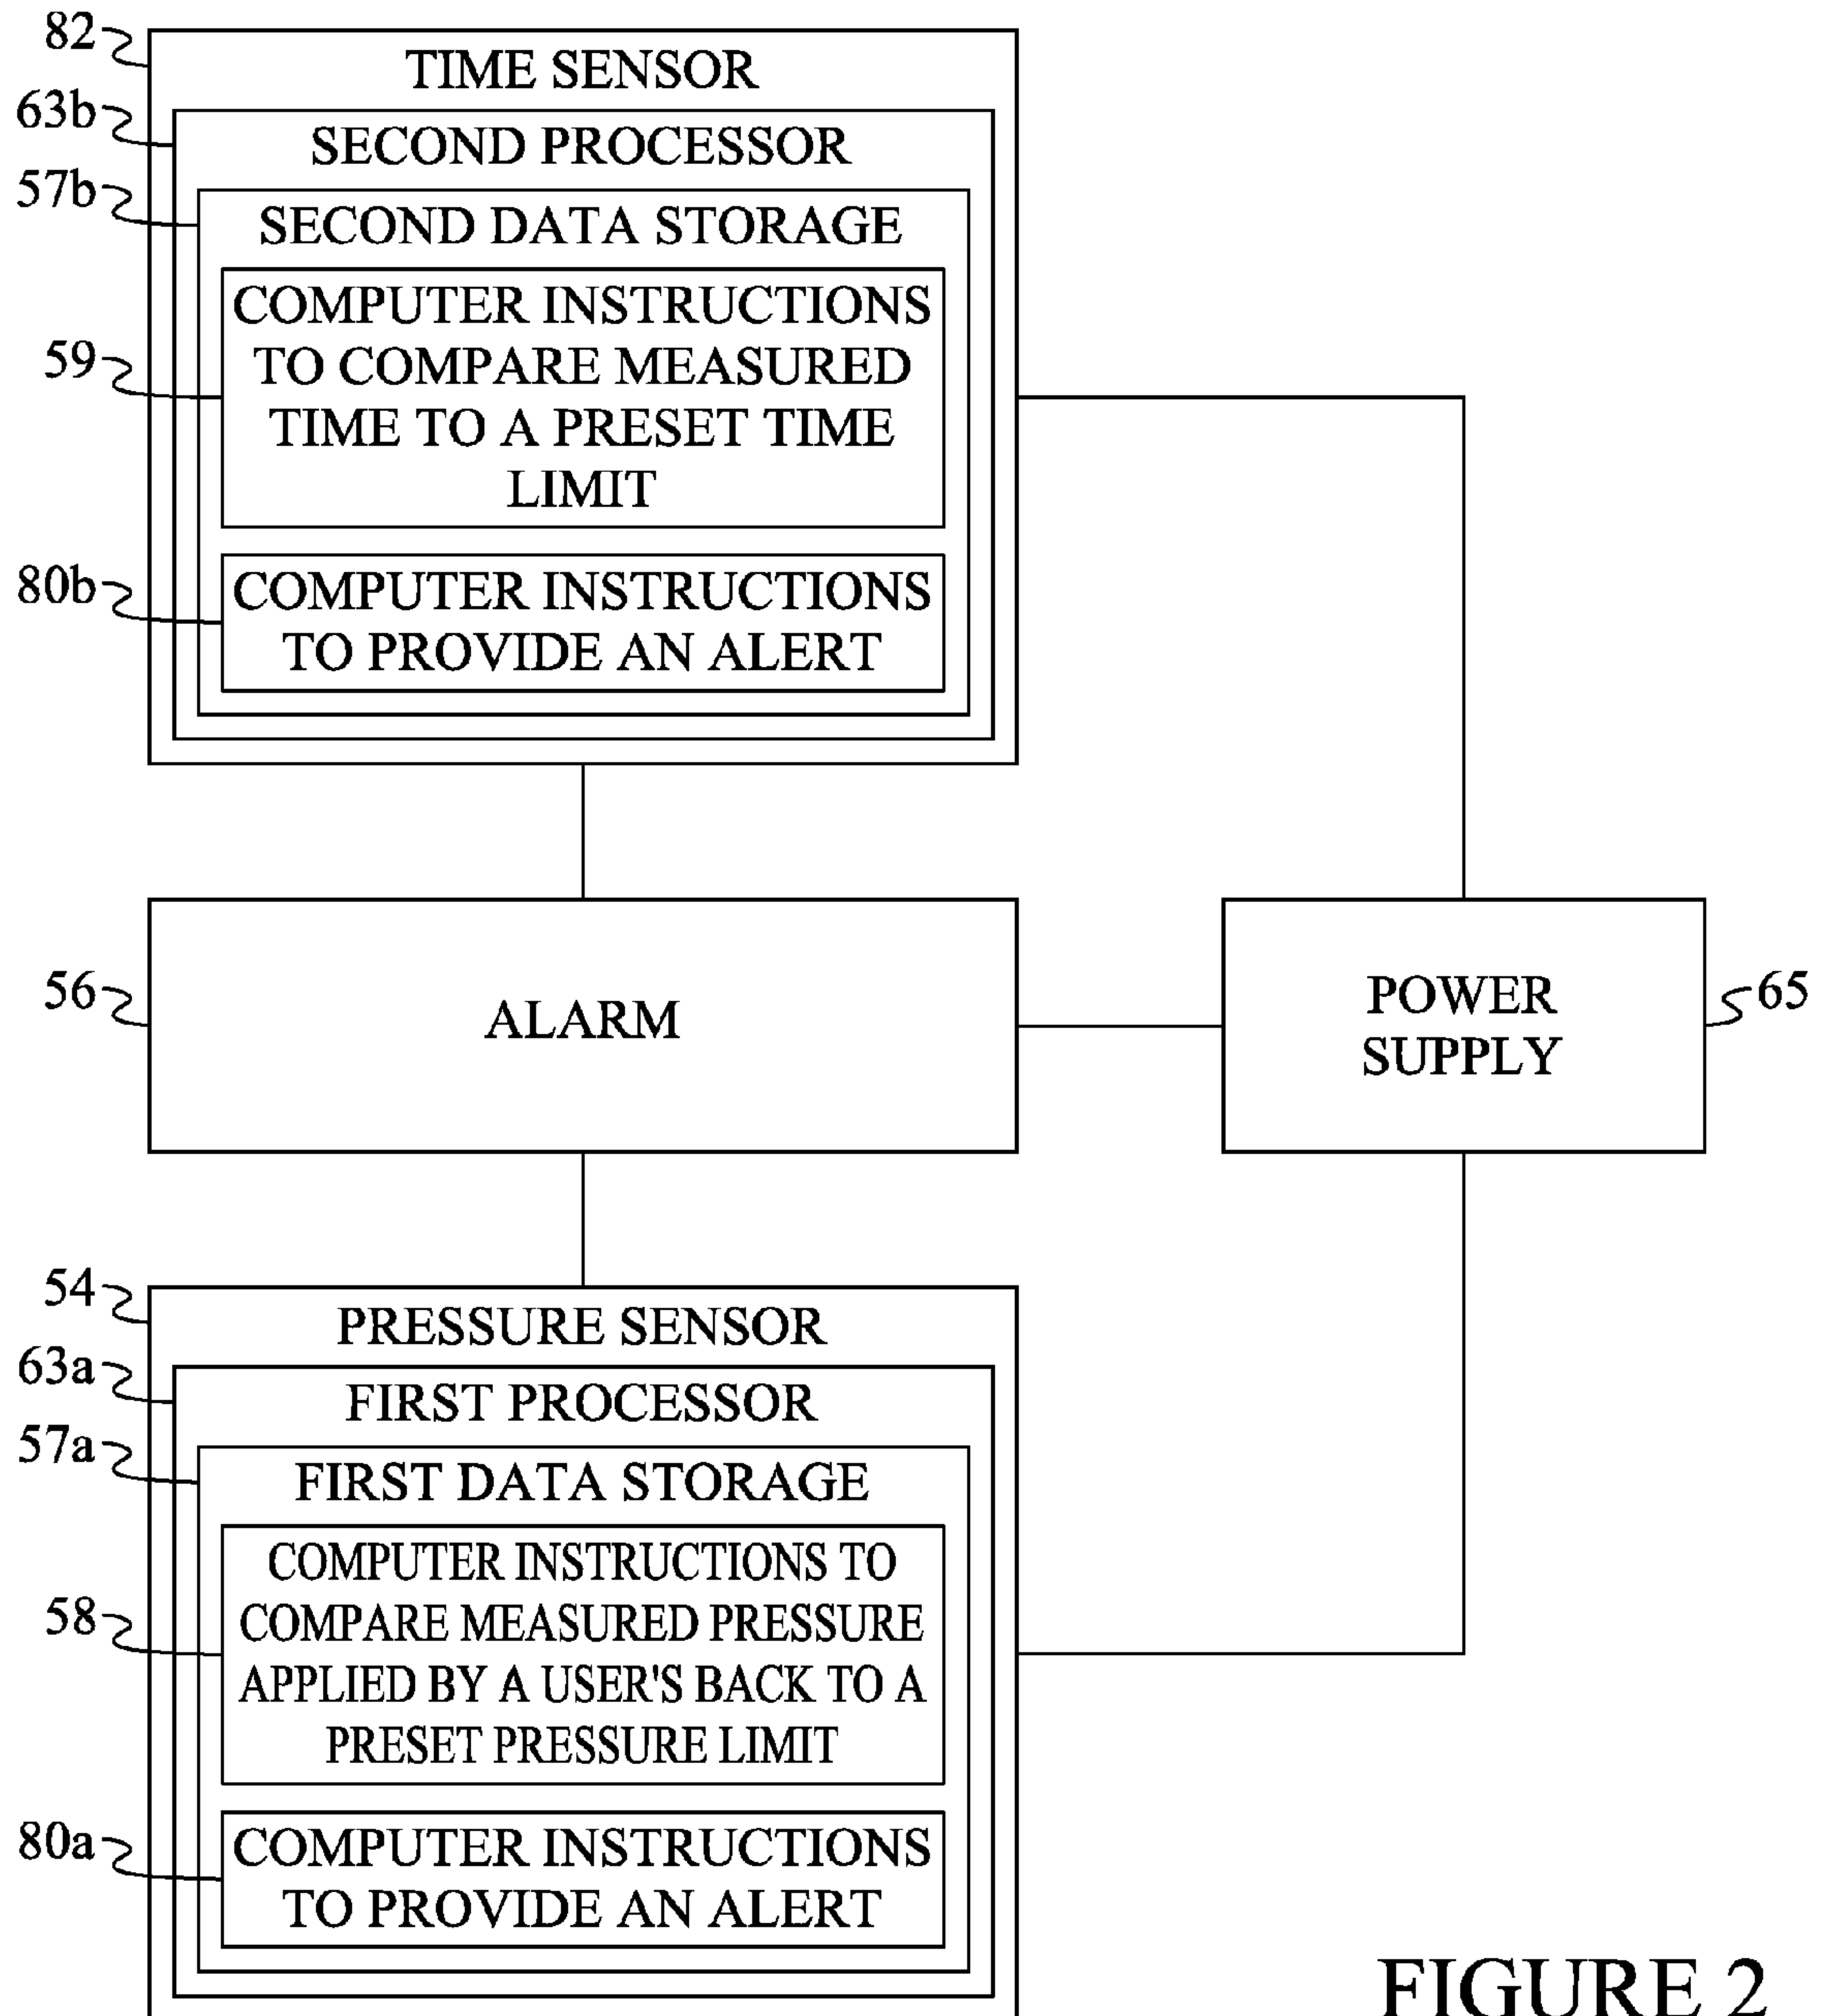 82
TIME SENSOR
63b
SECOND PROCESSOR
57b
SECOND DATA STORAGE
COMPUTER INSTRUCTIONS
59
TO COMPARE MEASURED
TIME TO A PRESET TIME
LIMIT
80b
COMPUTER INSTRUCTIONS
TO PROVIDE AN ALERT
56
ALARM
POWER
SUPPLY
65
54
PRESSURE SENSOR
63a
FIRST PROCESSOR
57a
FIRST DATA STORAGE
COMPUTER INSTRUCTIONS TO
58
COMPARE MEASURED PRESSURE
APPLIED BY A USER'S BACK TO A
PRESET PRESSURE LIMIT
80a
COMPUTER INSTRUCTIONS
TO PROVIDE AN ALERT
FIGURE 2